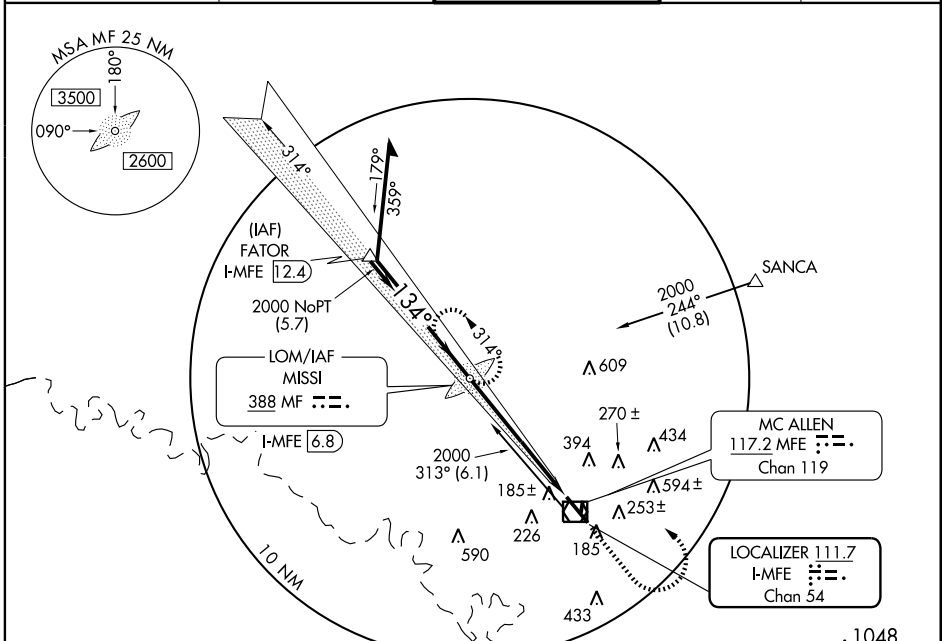 MSA MF 25 NM
180°
3500
090°
2600
314°
179°
359°
(IAF)
FATOR
I-MFE 12.4
134°
2000 NoPT
(5.7)
SANCA
2000
244°
(10.8)
314°
LOM/IAF
MISSI
388 MF
I-MFE 6.8
609
270 ±
394
434
MC ALLEN
117.2 MFE
Chan 119
2000
313° (6.1)
185 ±
594 ±
253 ±
226
185
590
LOCALIZER 111.7
I-MFE
Chan 54
10 NM
433
1048